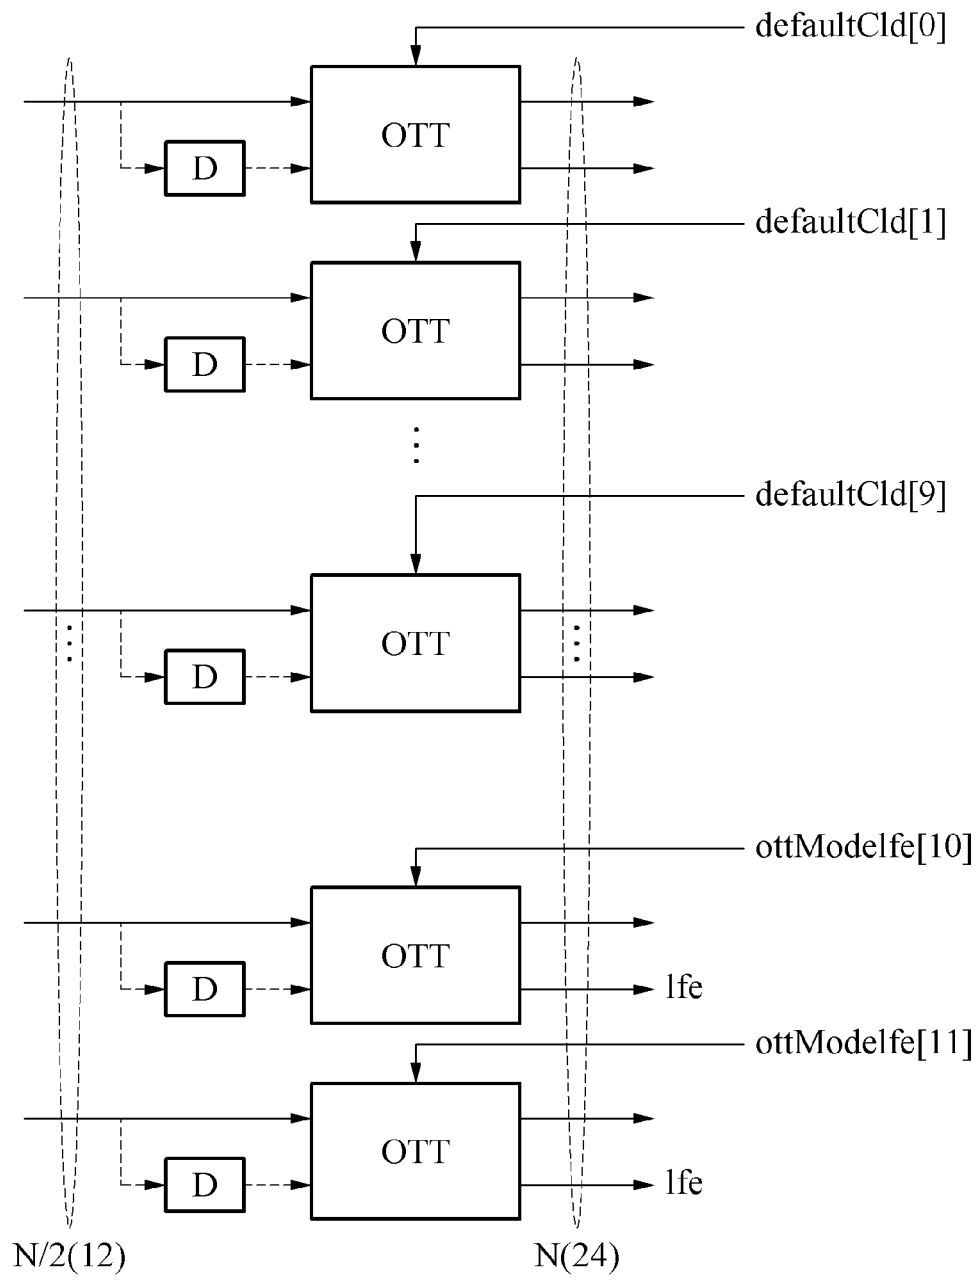 defaultCld[0]
OTT
D
defaultCld[1]
OTT
D
defaultCld[9]
OTT
D
ottModelfe[10]
OTT
D
lfe
ottModelfe[11]
OTT
D
lfe
N/2(12)
N(24)